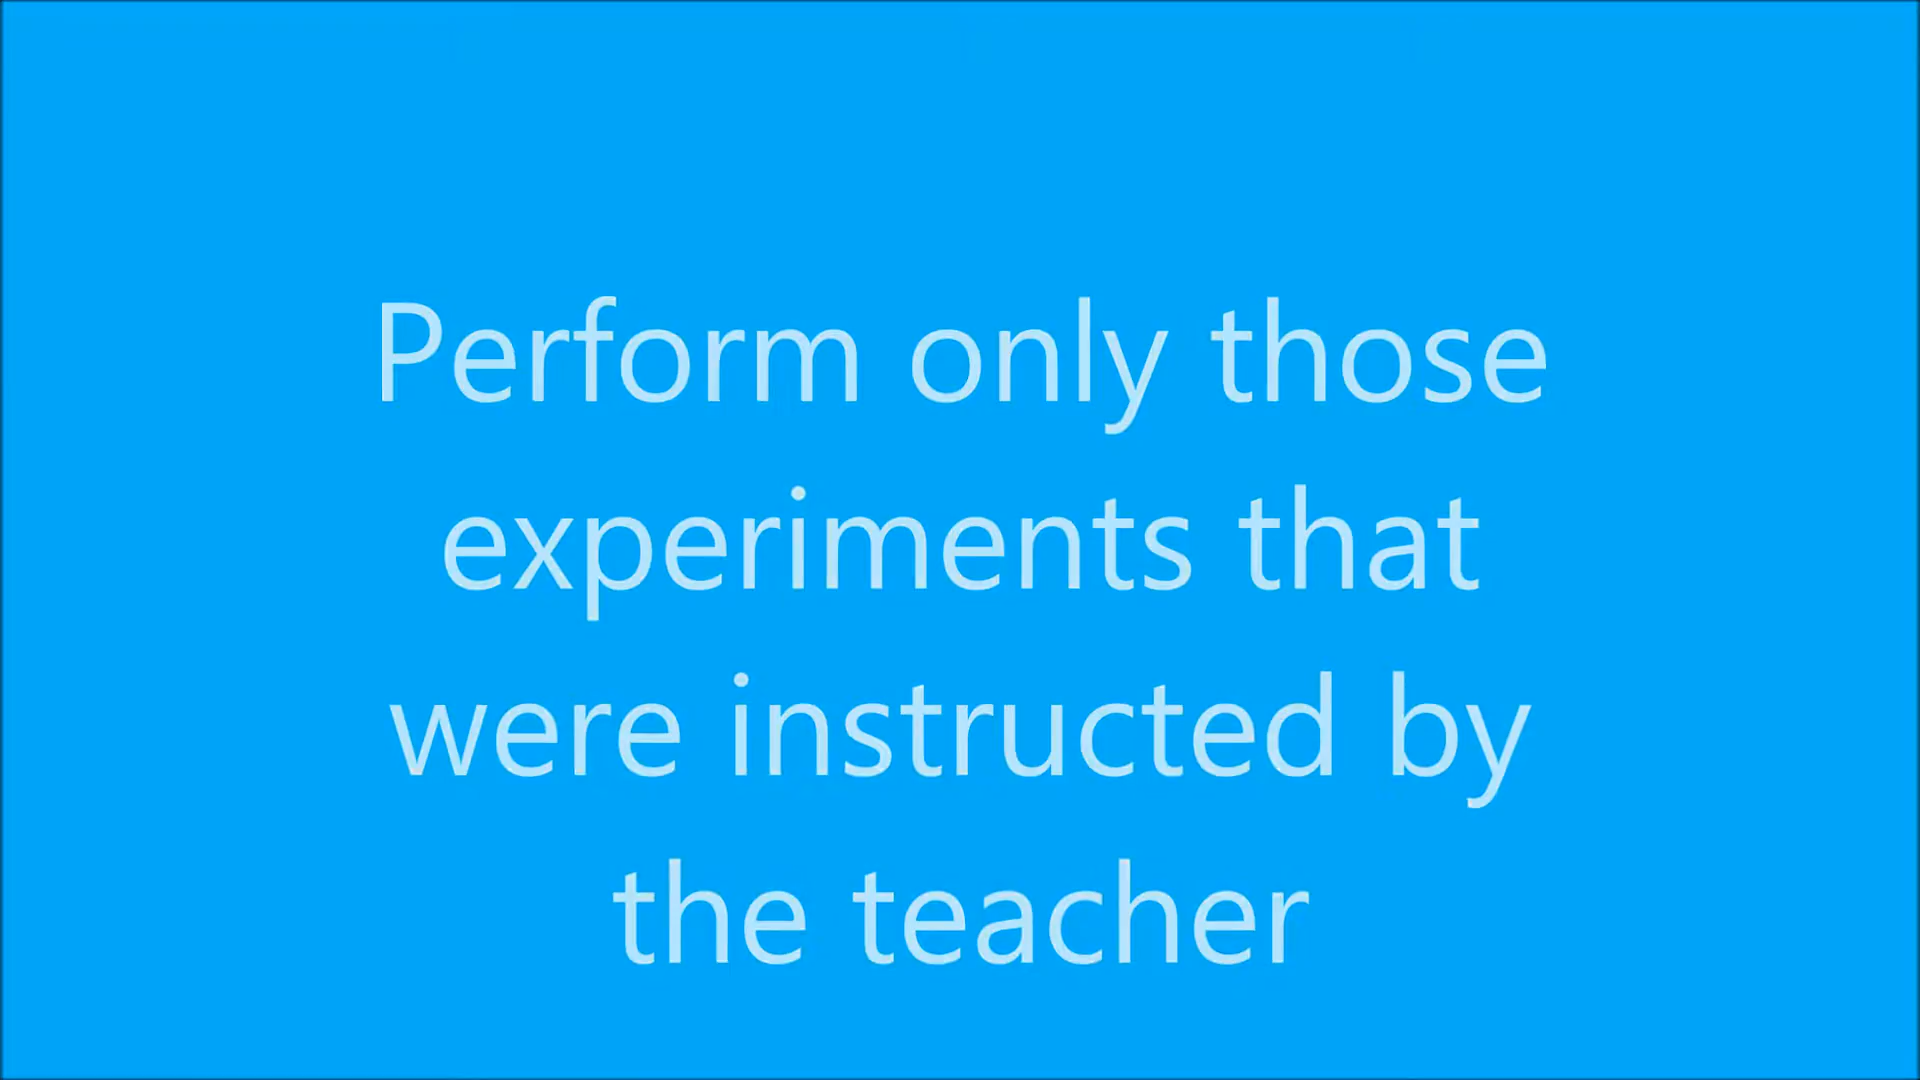 Perform only those
experiments that
were instructed by
the teacher